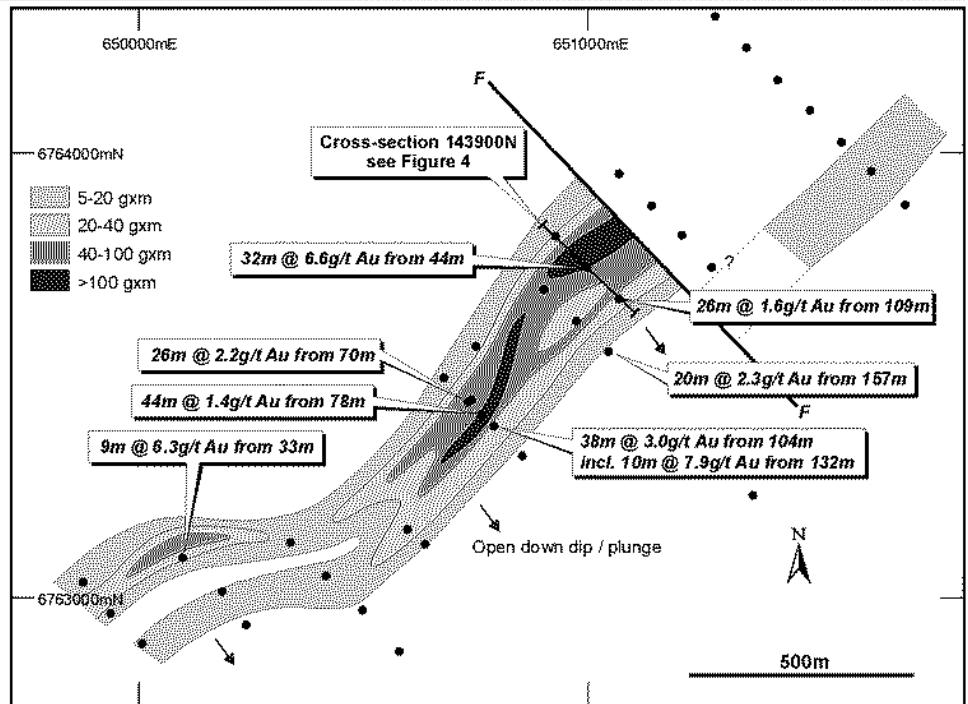 650000mE
651000mE
F
Cross-section 143900N
see Figure 4
6764000mN
5-20 gxm
20-40 gxm
40-100 gxm
>100 gxm
32m @ 6.6g/t Au from 44m
?
26m @ 1.6g/t Au from 109m
26m @ 2.2g/t Au from 70m
20m @ 2.3g/t Au from 157m
44m @ 1.4g/t Au from 78m
F
38m @ 3.0g/t Au from 104m
incl. 10m @ 7.9g/t Au from 132m
9m @ 6.3g/t Au from 33m
N
Open down dip / plunge
6763000mN
500m